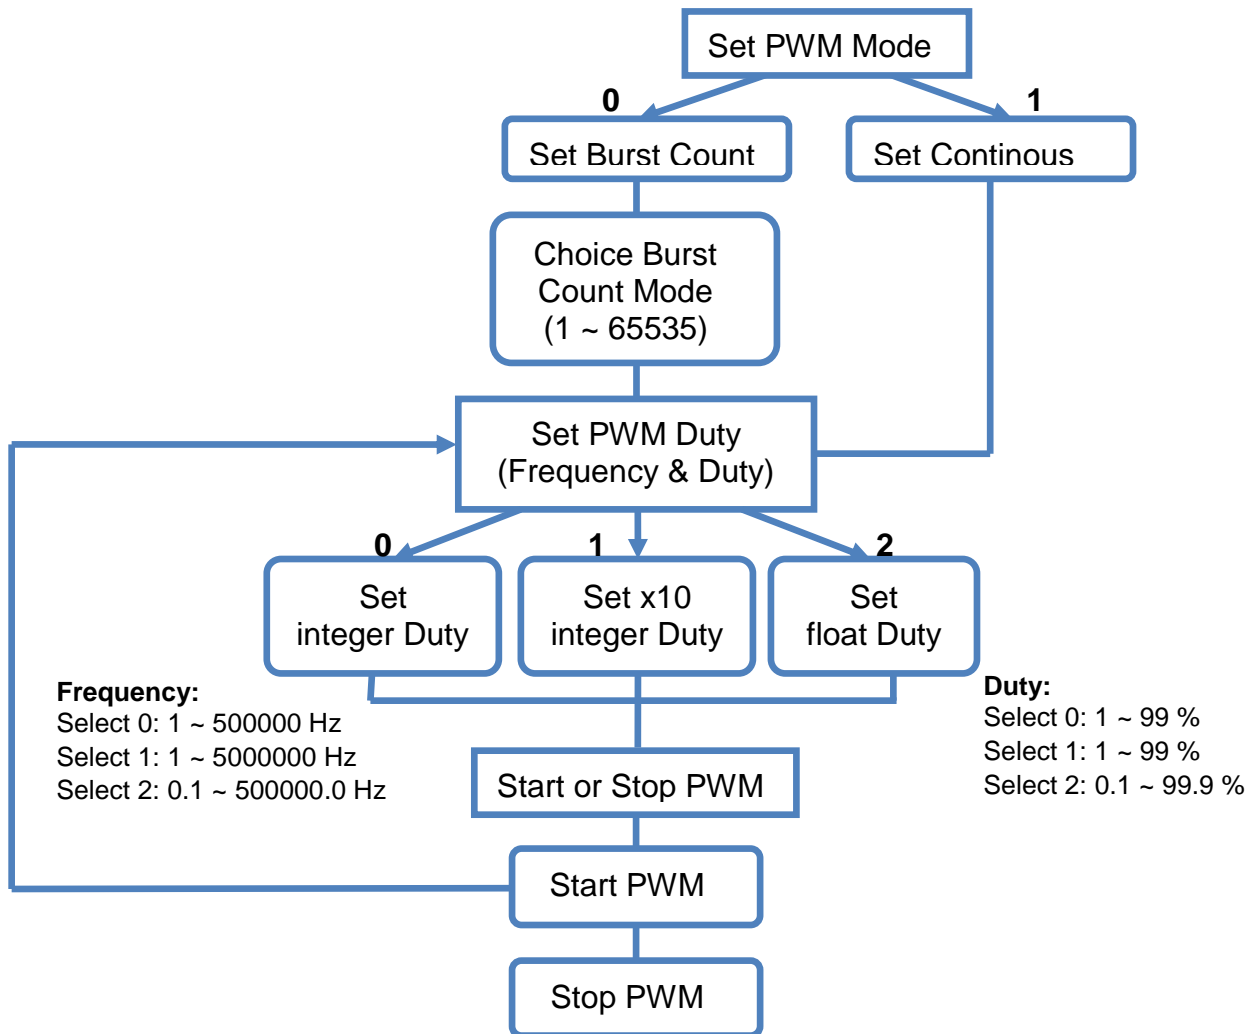 Set PWM Mode
0
1
Set Burst Count
Set Continous
Choice Burst
Count Mode
(1 ~ 65535)
Set PWM Duty
(Frequency & Duty)
0
1
2
Set
integer Duty
Set x10
integer Duty
Set
float Duty
Frequency:
Select 0: 1 ~ 500000 Hz
Select 1: 1 ~ 5000000 Hz
Select 2: 0.1 ~ 500000.0 Hz
Duty:
Select 0: 1 ~ 99 %
Select 1: 1 ~ 99 %
Select 2: 0.1 ~ 99.9 %
Start or Stop PWM
Start PWM
Stop PWM